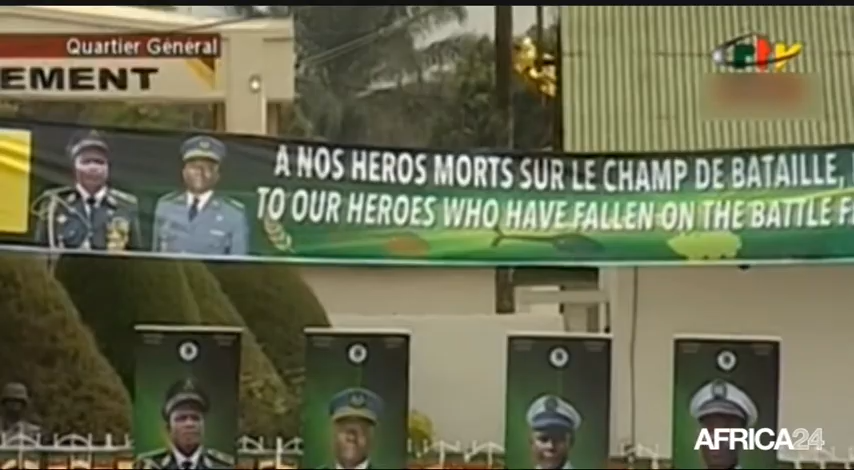 Quartier Général
EMENT
A NOS HEROS MORTS SUR LE CHAMP DE BATAILLE,
TO OUR HEROES WHO HAVE FALLEN ON THE BATTLE
AFRICA24